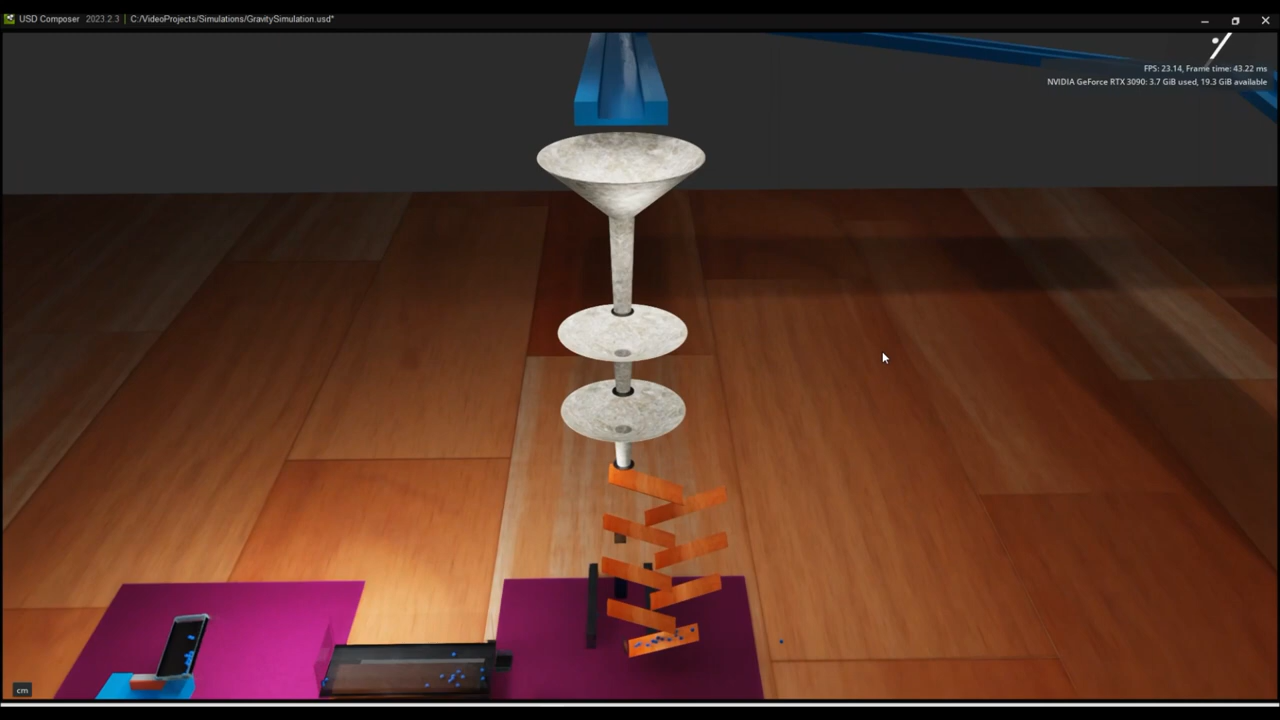 USD Composer 2023.2.3 | C:/VideoProjects/Simulations/GravitySimulation.usd*
FPS: 23.14, Frame time: 43.22 ms
NVIDIA GeForce RTX 3090: 3.7 GiB used, 19.3 GiB available
cm